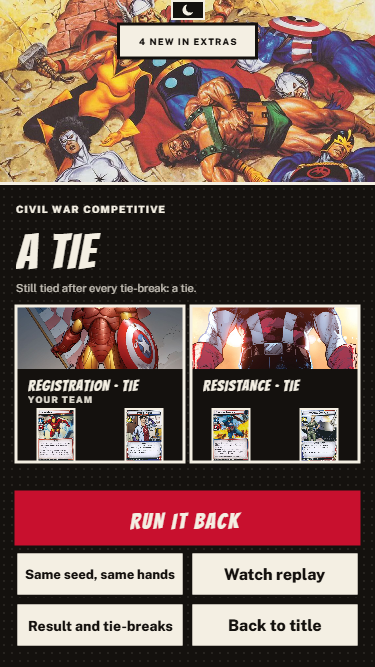 4 NEW IN EXTRAS
CIVIL WAR COMPETITIVE
A TIE
Still tied after every tie-break: a tie.
REGISTRATION · TIE
YOUR TEAM
RESISTANCE · TIE
RUN IT BACK
Same seed, same hands
Watch replay
Result and tie-breaks
Back to title